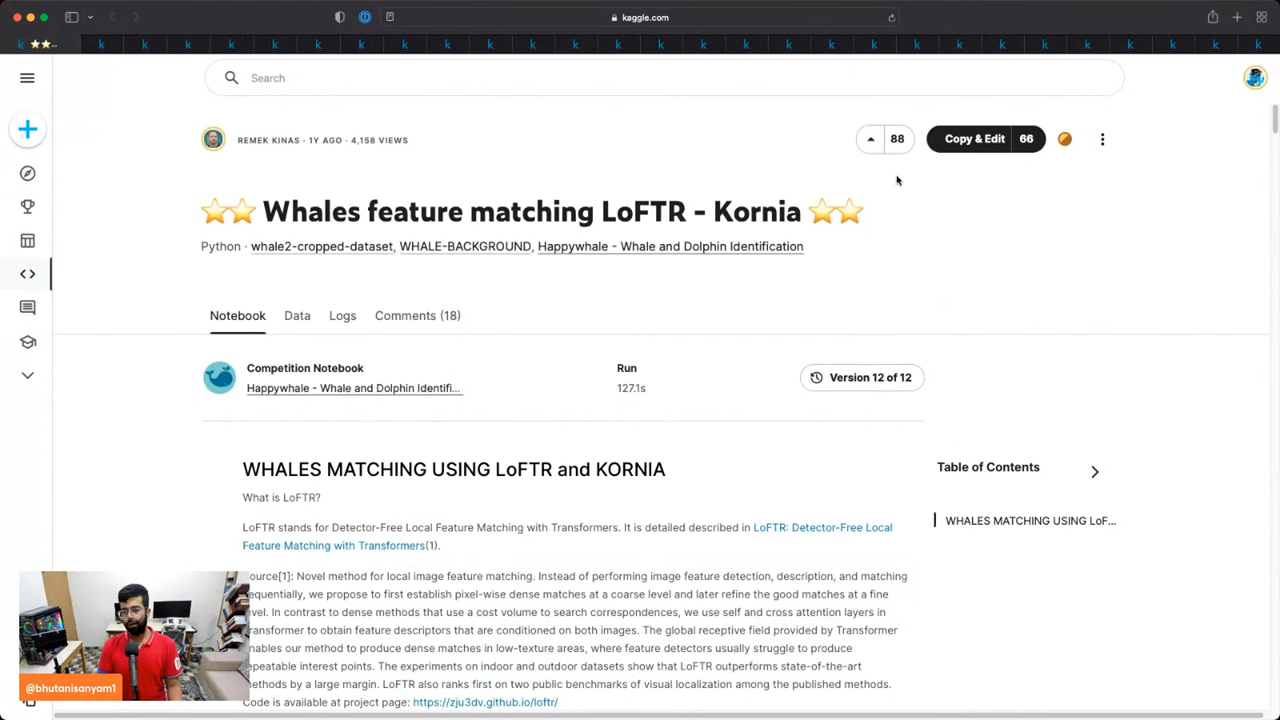 kaggle.com
Search
REMEK KINAS · 1Y AGO · 4,158 VIEWS
88
Copy & Edit 66
Whales feature matching LoFTR - Kornia
Python · whale2-cropped-dataset, WHALE-BACKGROUND, Happywhale - Whale and Dolphin Identification
Notebook Data Logs Comments (18)
Competition Notebook
Happywhale - Whale and Dolphin Identifi...
Run
127.1s
Version 12 of 12
WHALES MATCHING USING LoFTR and KORNIA
What is LoFTR?
LoFTR stands for Detector-Free Local Feature Matching with Transformers. It is detailed described in LoFTR: Detector-Free Local
Feature Matching with Transformers(1).
ource[1]: Novel method for local image feature matching. Instead of performing image feature detection, description, and matching
equentially, we propose to first establish pixel-wise dense matches at a coarse level and later refine the good matches at a fine
evel. In contrast to dense methods that use a cost volume to search correspondences, we use self and cross attention layers in
ransformer to obtain feature descriptors that are conditioned on both images. The global receptive field provided by Transformer
nables our method to produce dense matches in low-texture areas, where feature detectors usually struggle to produce
epeatable interest points. The experiments on indoor and outdoor datasets show that LoFTR outperforms state-of-the-art
ethods by a large margin. LoFTR also ranks first on two public benchmarks of visual localization among the published methods.
Code is available at project page: https://zju3dv.github.io/loftr/
Table of Contents
WHALES MATCHING USING LoF...
@bhutanisanyam1